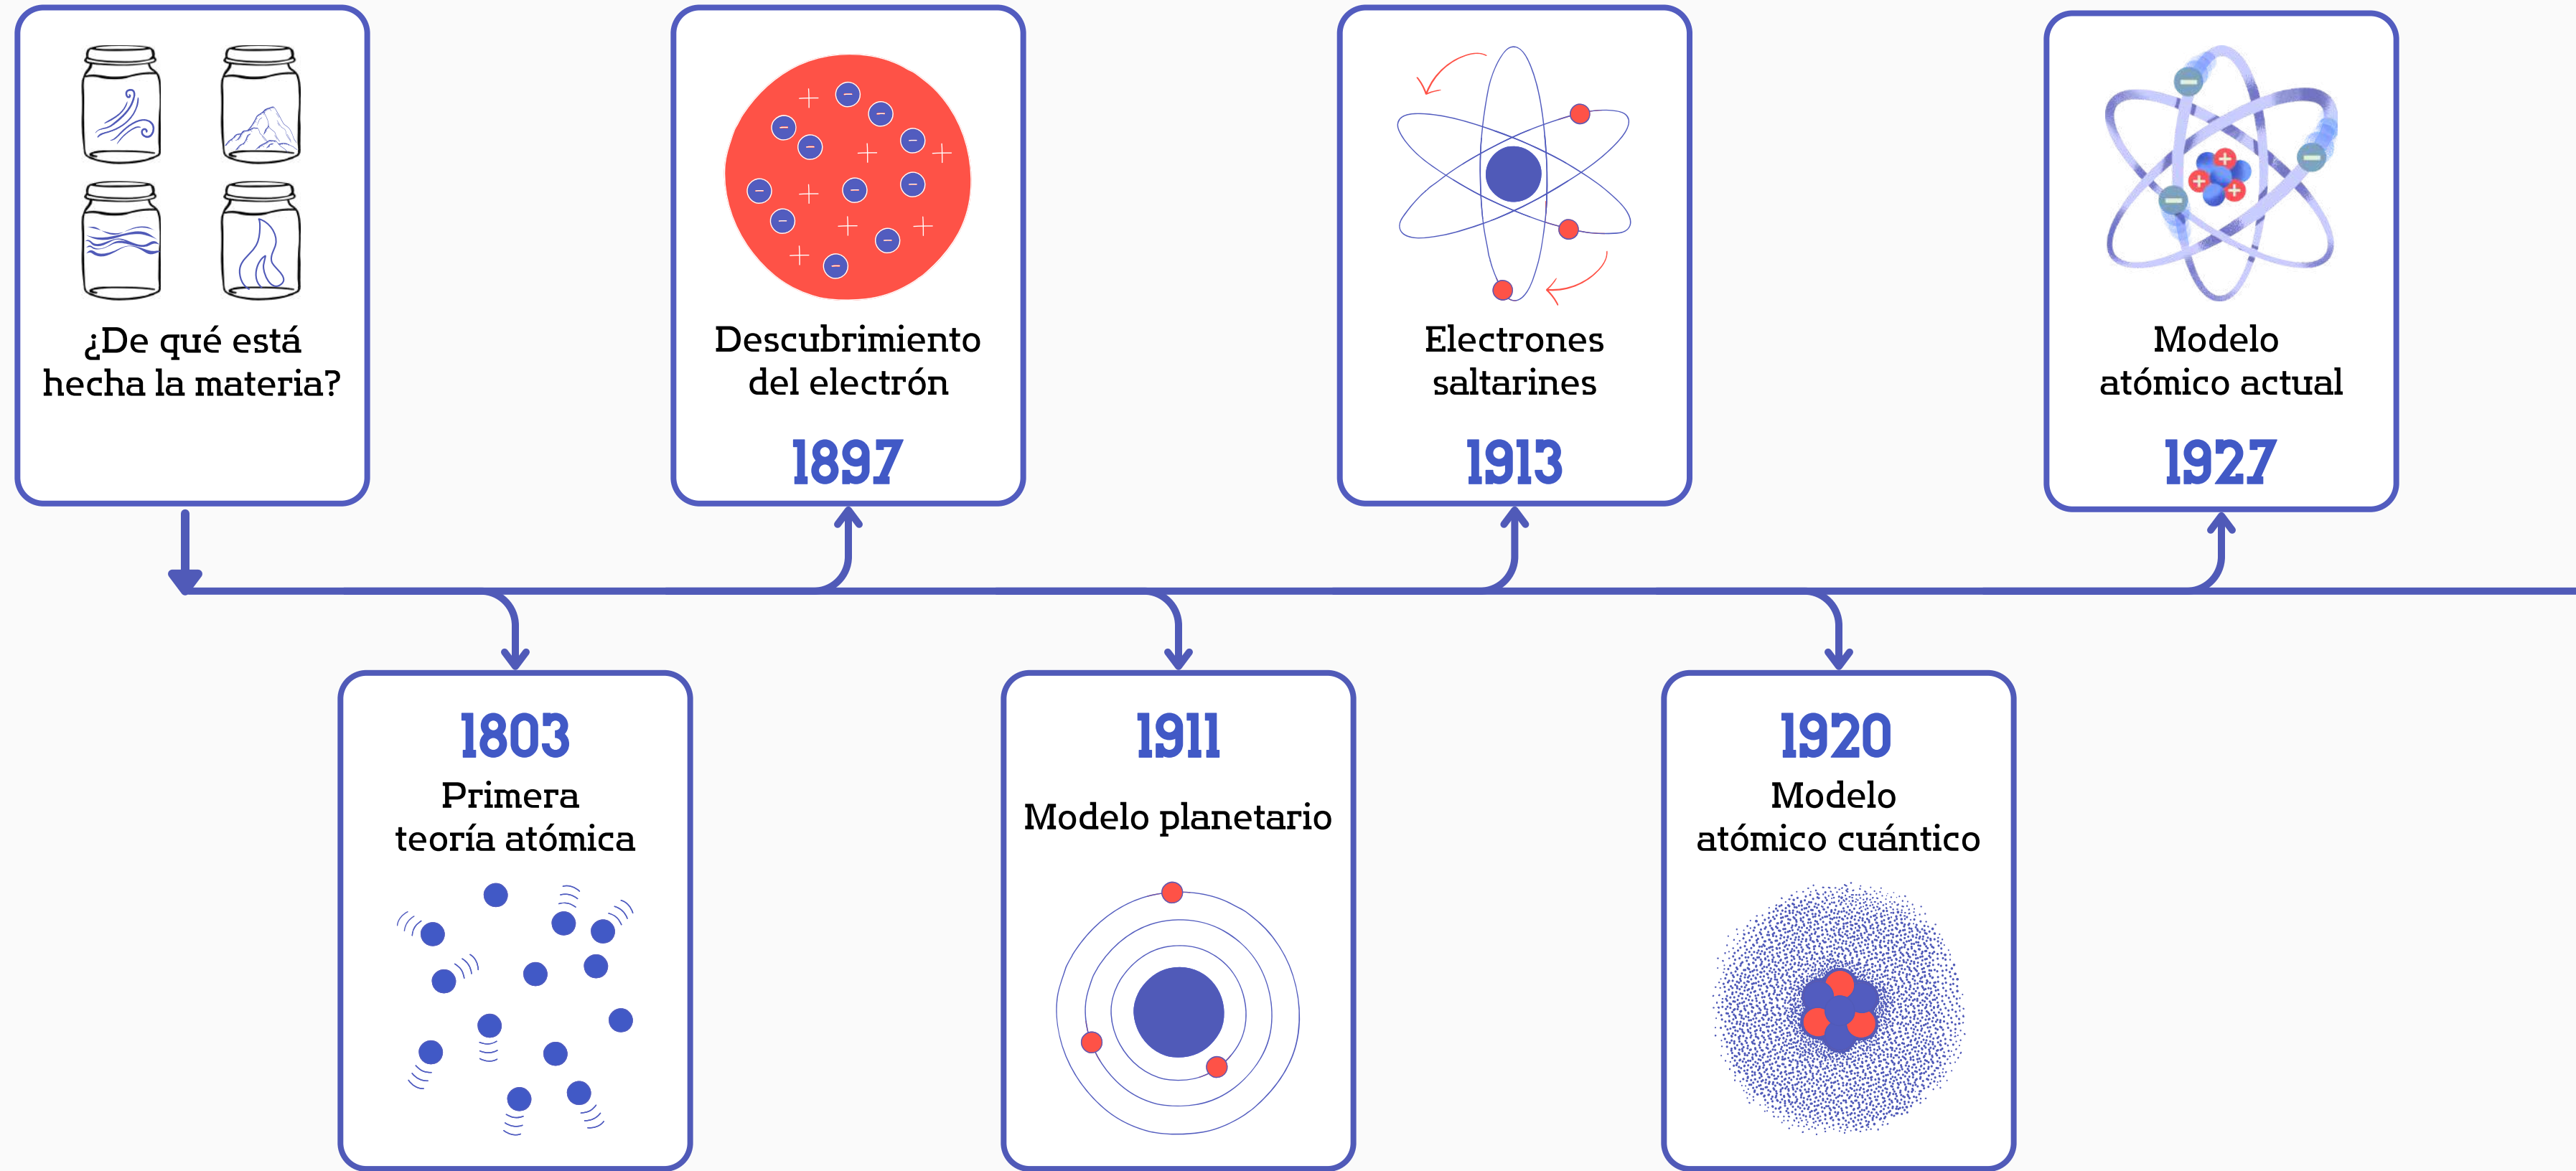 ¿De qué está
hecha la materia?
1803
Primera
teoría atómica
Descubrimiento
del electrón
1897
1911
Modelo planetario
Electrones
saltarines
1913
1920
Modelo
atómico cuántico
Modelo
atómico actual
1927